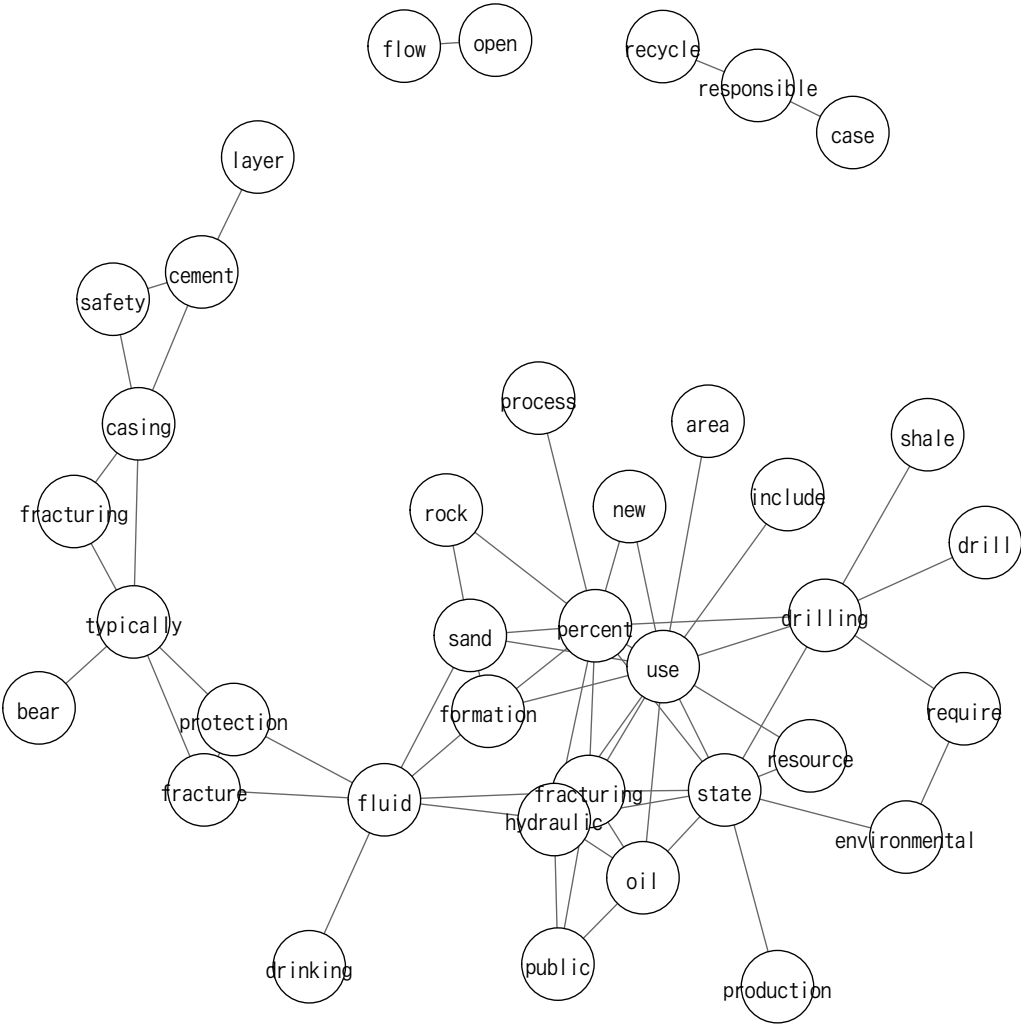 flow
open
recycle
responsible
case
layer
cement
safety
casing
process
area
shale
rock
new
include
fracturing
drill
typically
sand
percent
drilling
use
bear
protection
formation
require
resource
fracture
fluid
fracturing
state
hydraulic
environmental
oil
drinking
public
production